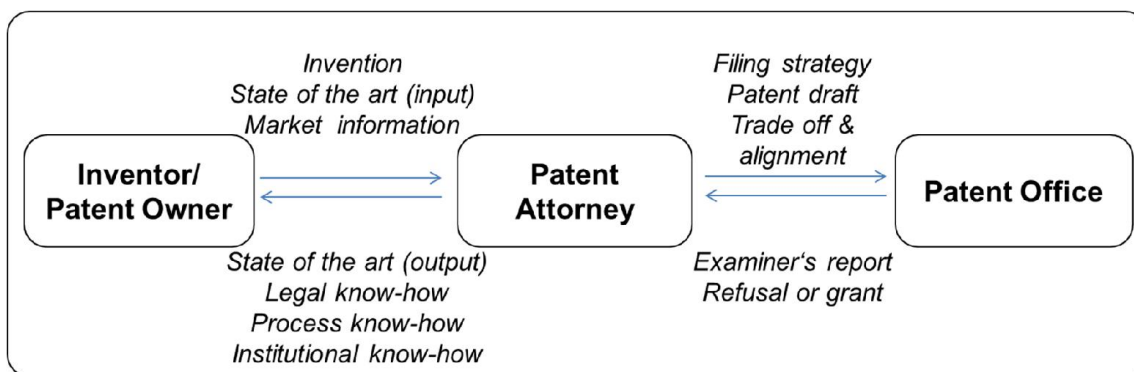 Invention
State of the art (input)
Market information
Filing strategy
Patent draft
Trade off &
alignment
Inventor/
Patent Owner
Patent
Attorney
Patent Office
State of the art (output)
Legal know-how
Process know-how
Institutional know-how
Examiner‘s report
Refusal or grant